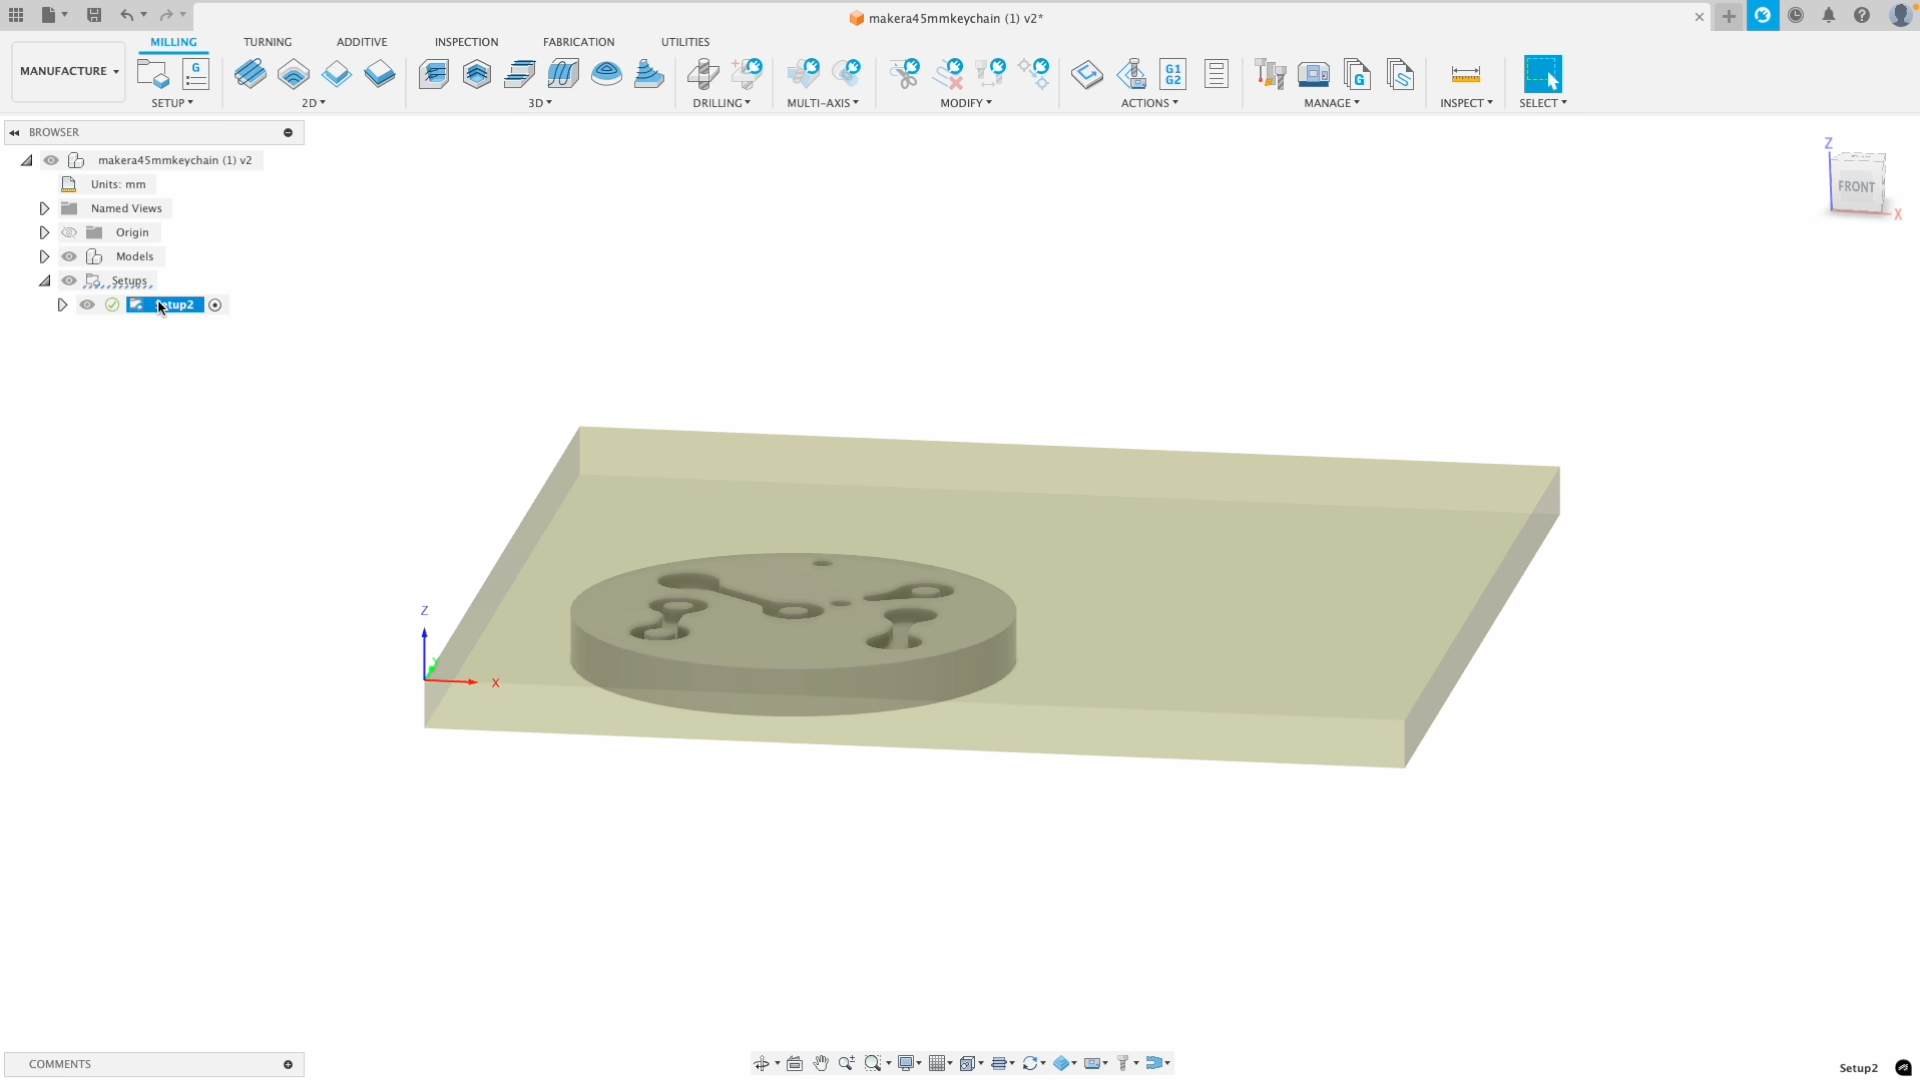 makera45mmkeychain (1) v2*
MILLING TURNING ADDITIVE INSPECTION FABRICATION UTILITIES
MANUFACTURE
G
G1
G2
G
SETUP 2D 3D DRILLING MULTI-AXIS MODIFY ACTIONS MANAGE INSPECT SELECT
BROWSER
makera45mmkeychain (1) v2
Units: mm
Named Views
Origin
Models
Setups
Setup2
Z
FRONT
X
Z
Y
X
COMMENTS
Setup2